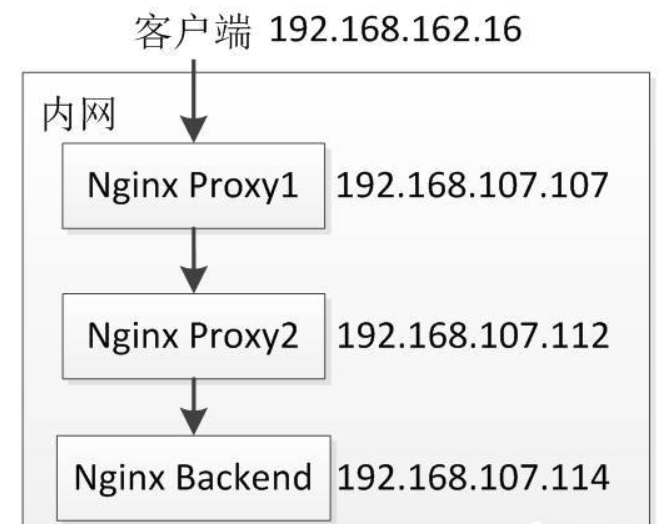 客户端 192.168.162.16
内网
Nginx Proxy1 192.168.107.107
Nginx Proxy2 192.168.107.112
Nginx Backend 192.168.107.114